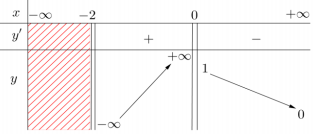 x −∞ −2 0 +∞
y′ + −
+∞
1
y
0
−∞